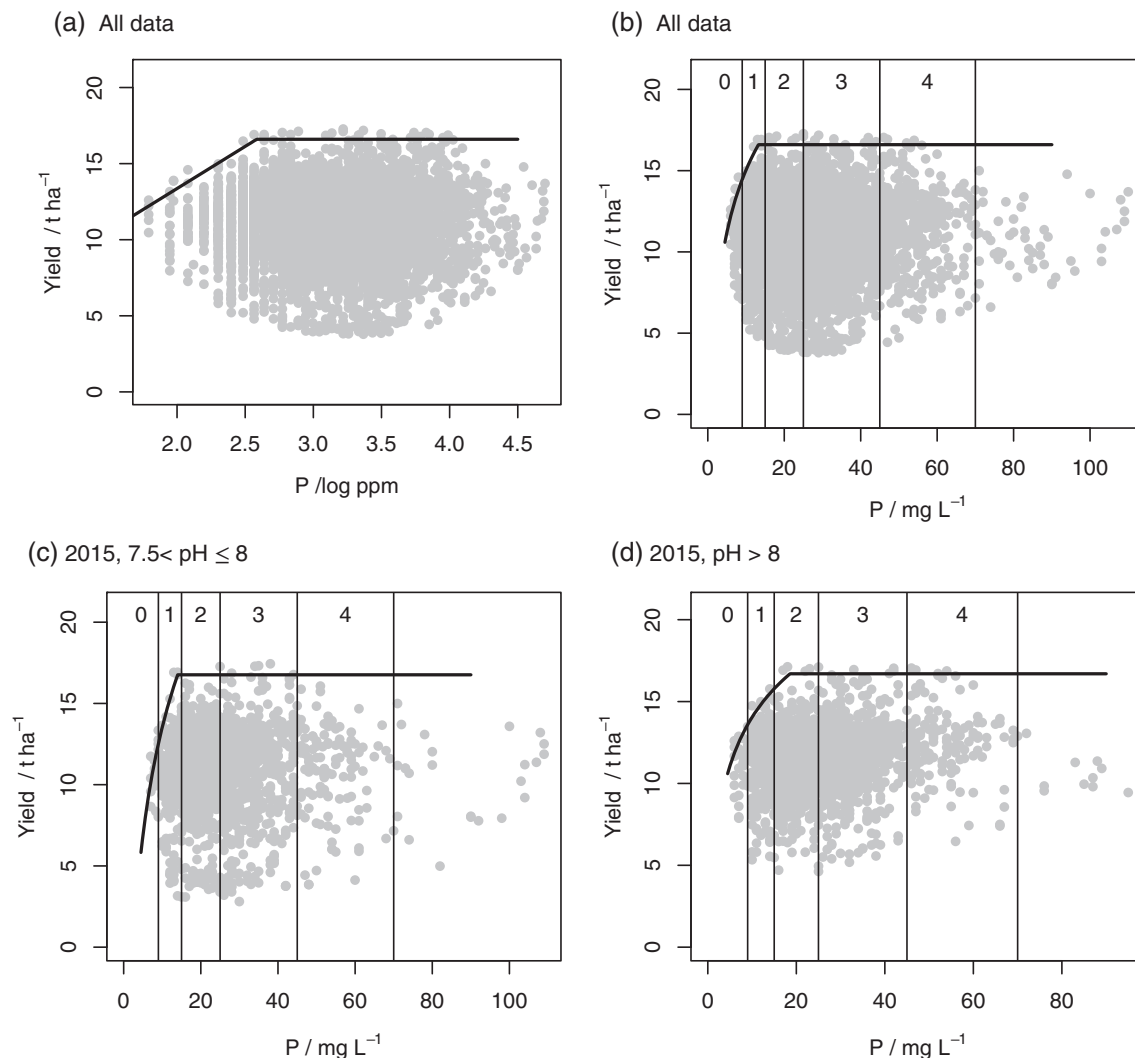 (a) All data
20
15
10
5
0
Yield / t ha⁻¹
2.0 2.5 3.0 3.5 4.0 4.5
P /log ppm
(b) All data
0 1 2 3 4
20
15
10
5
0
Yield / t ha⁻¹
0 20 40 60 80 100
P / mg L⁻¹
(c) 2015, 7.5< pH ≤ 8
0 1 2 3 4
20
15
10
5
0
Yield / t ha⁻¹
0 20 40 60 80 100
P / mg L⁻¹
(d) 2015, pH > 8
0 1 2 3 4
20
15
10
5
0
Yield / t ha⁻¹
0 20 40 60 80
P / mg L⁻¹